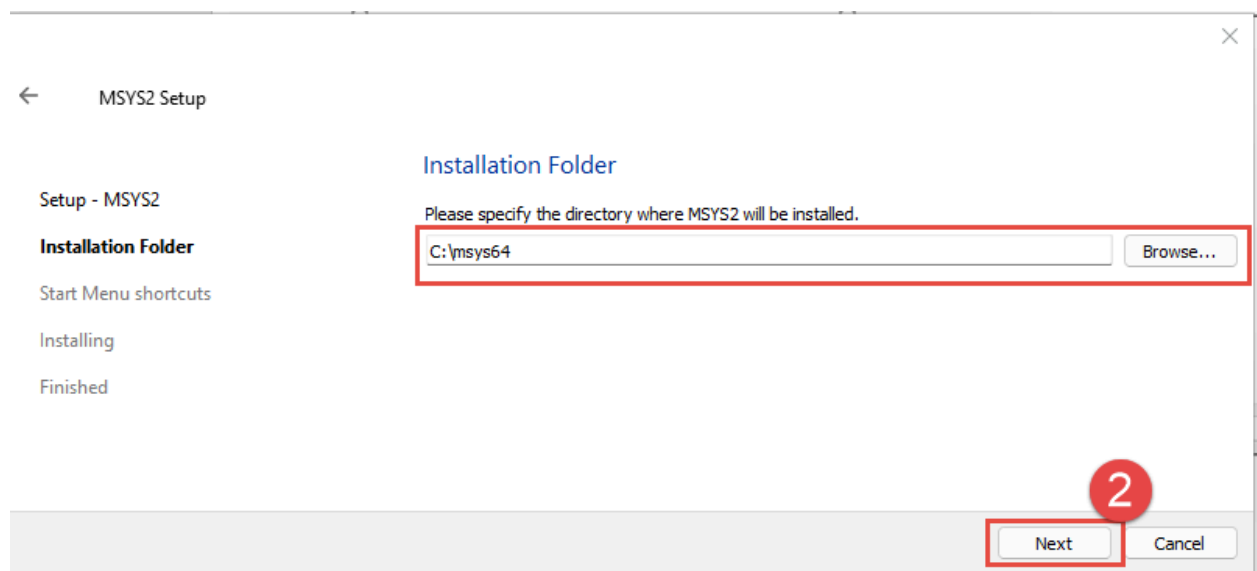 MSYS2 Setup
Installation Folder
Setup - MSYS2
Please specify the directory where MSYS2 will be installed.
Installation Folder
C:\msys64
Browse...
Start Menu shortcuts
Installing
Finished
2
Next
Cancel